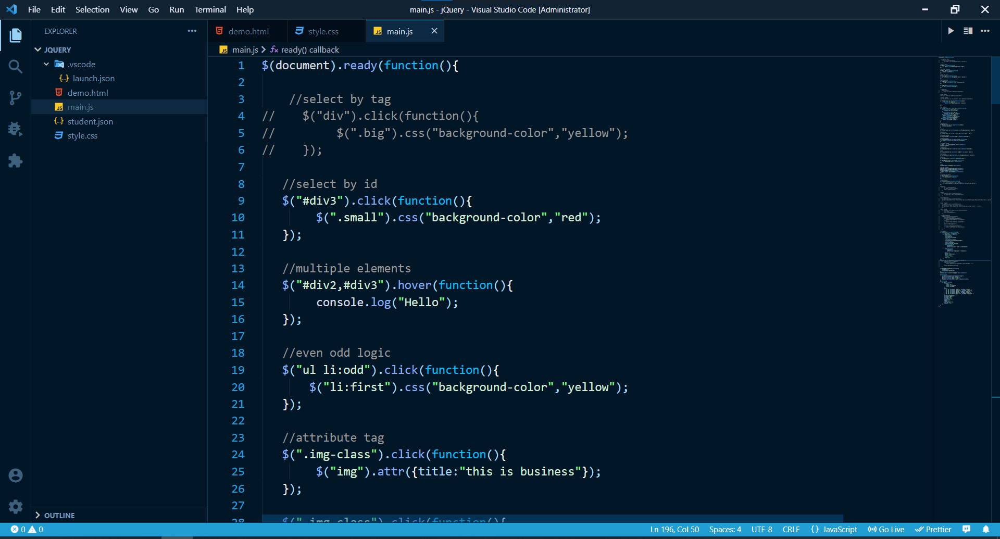 File Edit Selection View Go Run Terminal Help
main.js - jQuery - Visual Studio Code [Administrator]
EXPLORER
JQUERY
.vscode
launch.json
demo.html
main.js
student.json
style.css
OUTLINE
demo.html
style.css
JS main.js
JS main.js > ready() callback
1 $(document).ready(function(){
2
3 //select by tag
4 // $("div").click(function(){
5 // $(".big").css("background-color","yellow");
6 // });
7
8 //select by id
9 $("#div3").click(function(){
10 $(".small").css("background-color","red");
11 });
12
13 //multiple elements
14 $("#div2,#div3").hover(function(){
15 console.log("Hello");
16 });
17
18 //even odd logic
19 $("ul li:odd").click(function(){
20 $("li:first").css("background-color","yellow");
21 });
22
23 //attribute tag
24 $(".img-class").click(function(){
25 $("img").attr({title:"this is business"});
26 });
27
28 $(".img-class").click(function(){
0 0
Ln 196, Col 50 Spaces: 4 UTF-8 CRLF {} JavaScript Go Live Prettier